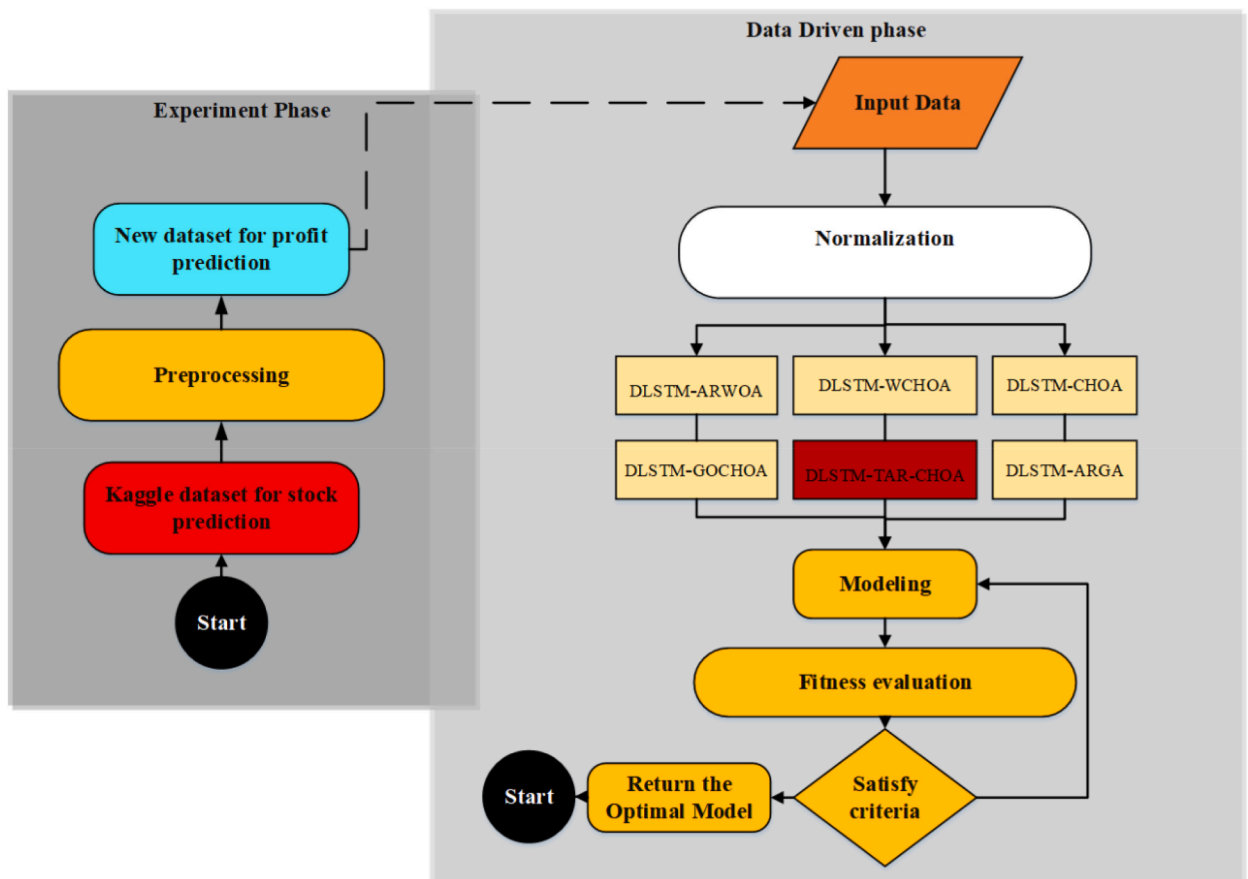 Data Driven phase
Experiment Phase
Input Data
New dataset for profit
prediction
Normalization
Preprocessing
DLSTM-ARWOA
DLSTM-WCHOA
DLSTM-CHOA
Kaggle dataset for stock
prediction
DLSTM-GOCHOA
DLSTM-TAR-CHOA
DLSTM-ARGA
Modeling
Start
Fitness evaluation
Start
Return the
Optimal Model
Satisfy
criteria